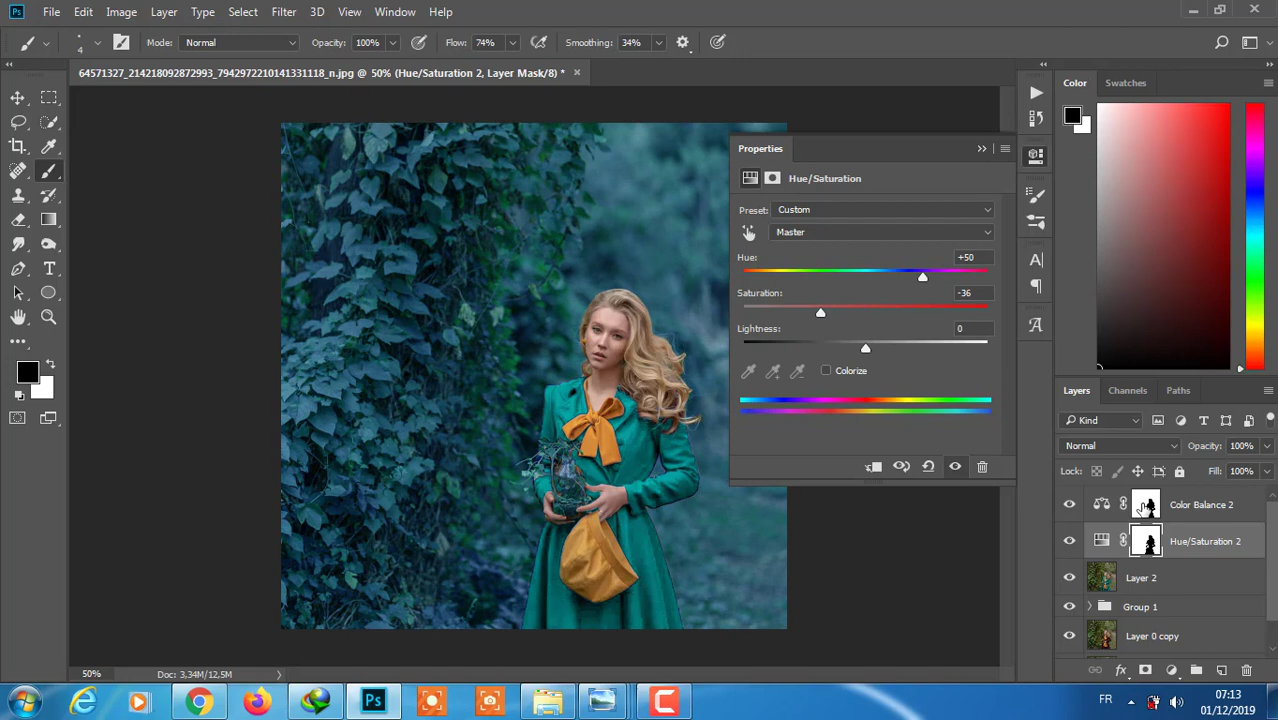 Ps File Edit Image Layer Type Select Filter 3D View Window Help
4 Mode: Normal Opacity: 100% Flow: 74% Smoothing: 34%
64571327_214218092872993_7942972210141331118_n.jpg @ 50% (Hue/Saturation 2, Layer Mask/8) *
Color Swatches
Properties
Hue/Saturation
Preset: Custom
Master
Hue: +50
Saturation: -36
Lightness: 0
Colorize
Layers Channels Paths
Kind
Normal Opacity: 100%
Lock: Fill: 100%
Color Balance 2
Hue/Saturation 2
Layer 2
Group 1
Layer 0 copy
50% Doc: 3,34M/12,5M
Ps FR 07:13
01/12/2019